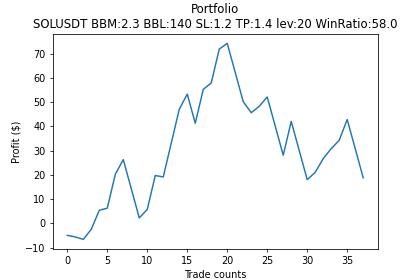 Portfolio
SOLUSDT BBM:2.3 BBL:140 SL:1.2 TP:1.4 lev:20 WinRatio:58.0
Profit ($)
70
60
50
40
30
20
10
0
−10
0 5 10 15 20 25 30 35
Trade counts